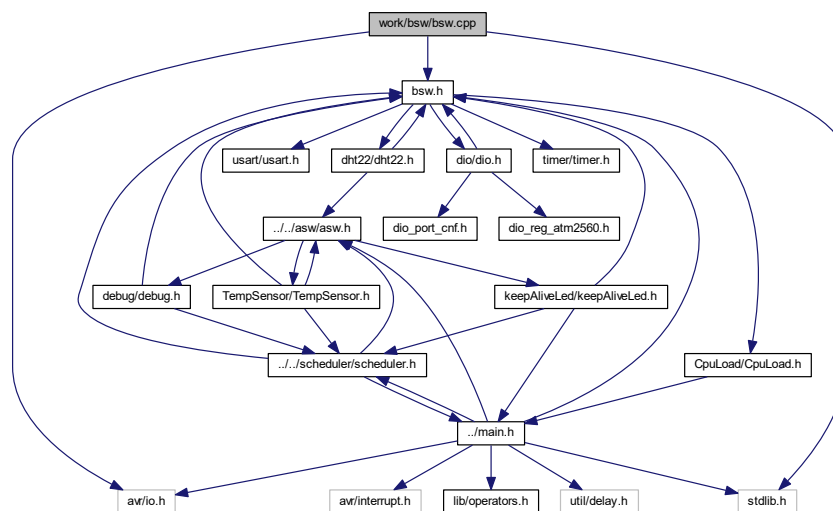 work/bsw/bsw.cpp
bsw.h
usart/usart.h
dht22/dht22.h
dio/dio.h
timer/timer.h
../../asw/asw.h
dio_port_cnf.h
dio_reg_atm2560.h
debug/debug.h
TempSensor/TempSensor.h
keepAliveLed/keepAliveLed.h
../../scheduler/scheduler.h
CpuLoad/CpuLoad.h
../main.h
avr/io.h
avr/interrupt.h
lib/operators.h
util/delay.h
stdlib.h